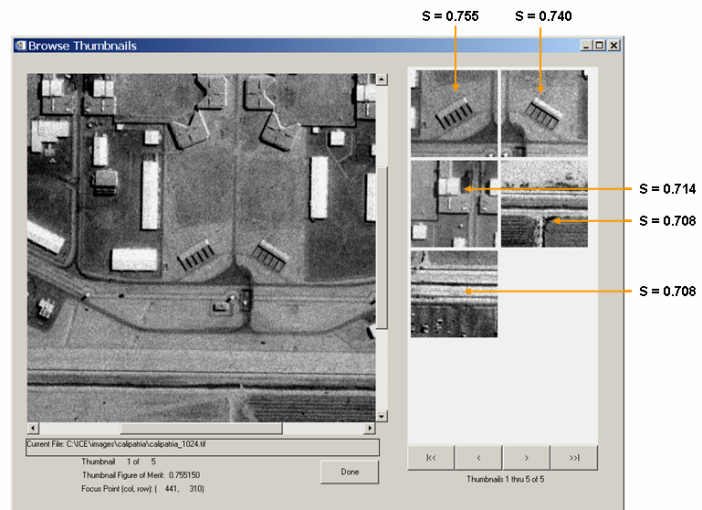 S = 0.755
S = 0.740
Browse Thumbnails
S = 0.714
S = 0.708
S = 0.708
Current File: C:\ICE\images\calipatria\calipatria_1024.tif
Thumbnail 1 of 5
Thumbnail Figure of Merit: 0.755150
Focus Point (col, row): ( 441, 310)
Done
|<< < > >>|
Thumbnails 1 thru 5 of 5